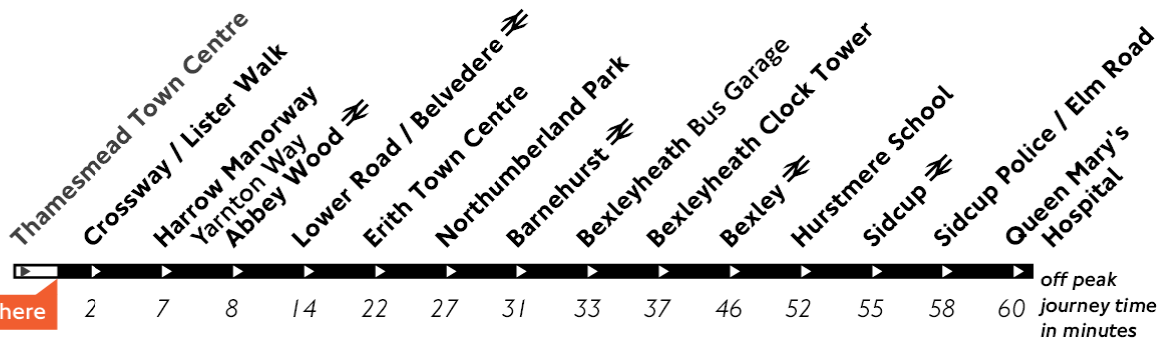 Thamesmead Town Centre
Crossway / Lister Walk
Harrow Manorway
Yarnton Way
Abbey Wood
Lower Road / Belvedere
Erith Town Centre
Northumberland Park
Barnehurst
Bexleyheath Bus Garage
Bexleyheath Clock Tower
Bexley
Hurstmere School
Sidcup
Sidcup Police / Elm Road
Queen Mary's
Hospital
here
2 7 8 14 22 27 31 33 37 46 52 55 58 60
off peak
journey time
in minutes